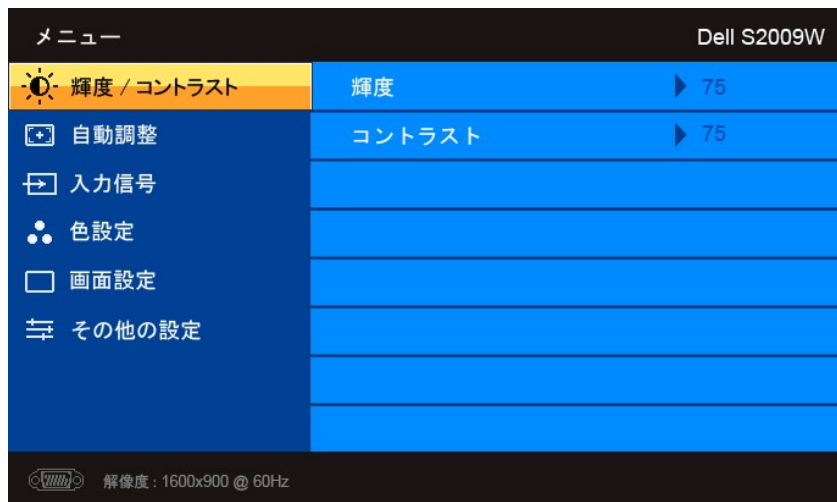 メニュー Dell S2009W
輝度 / コントラスト 輝度 75
自動調整 コントラスト 75
入力信号
色設定
画面設定
その他の設定
解像度 : 1600x900 @ 60Hz